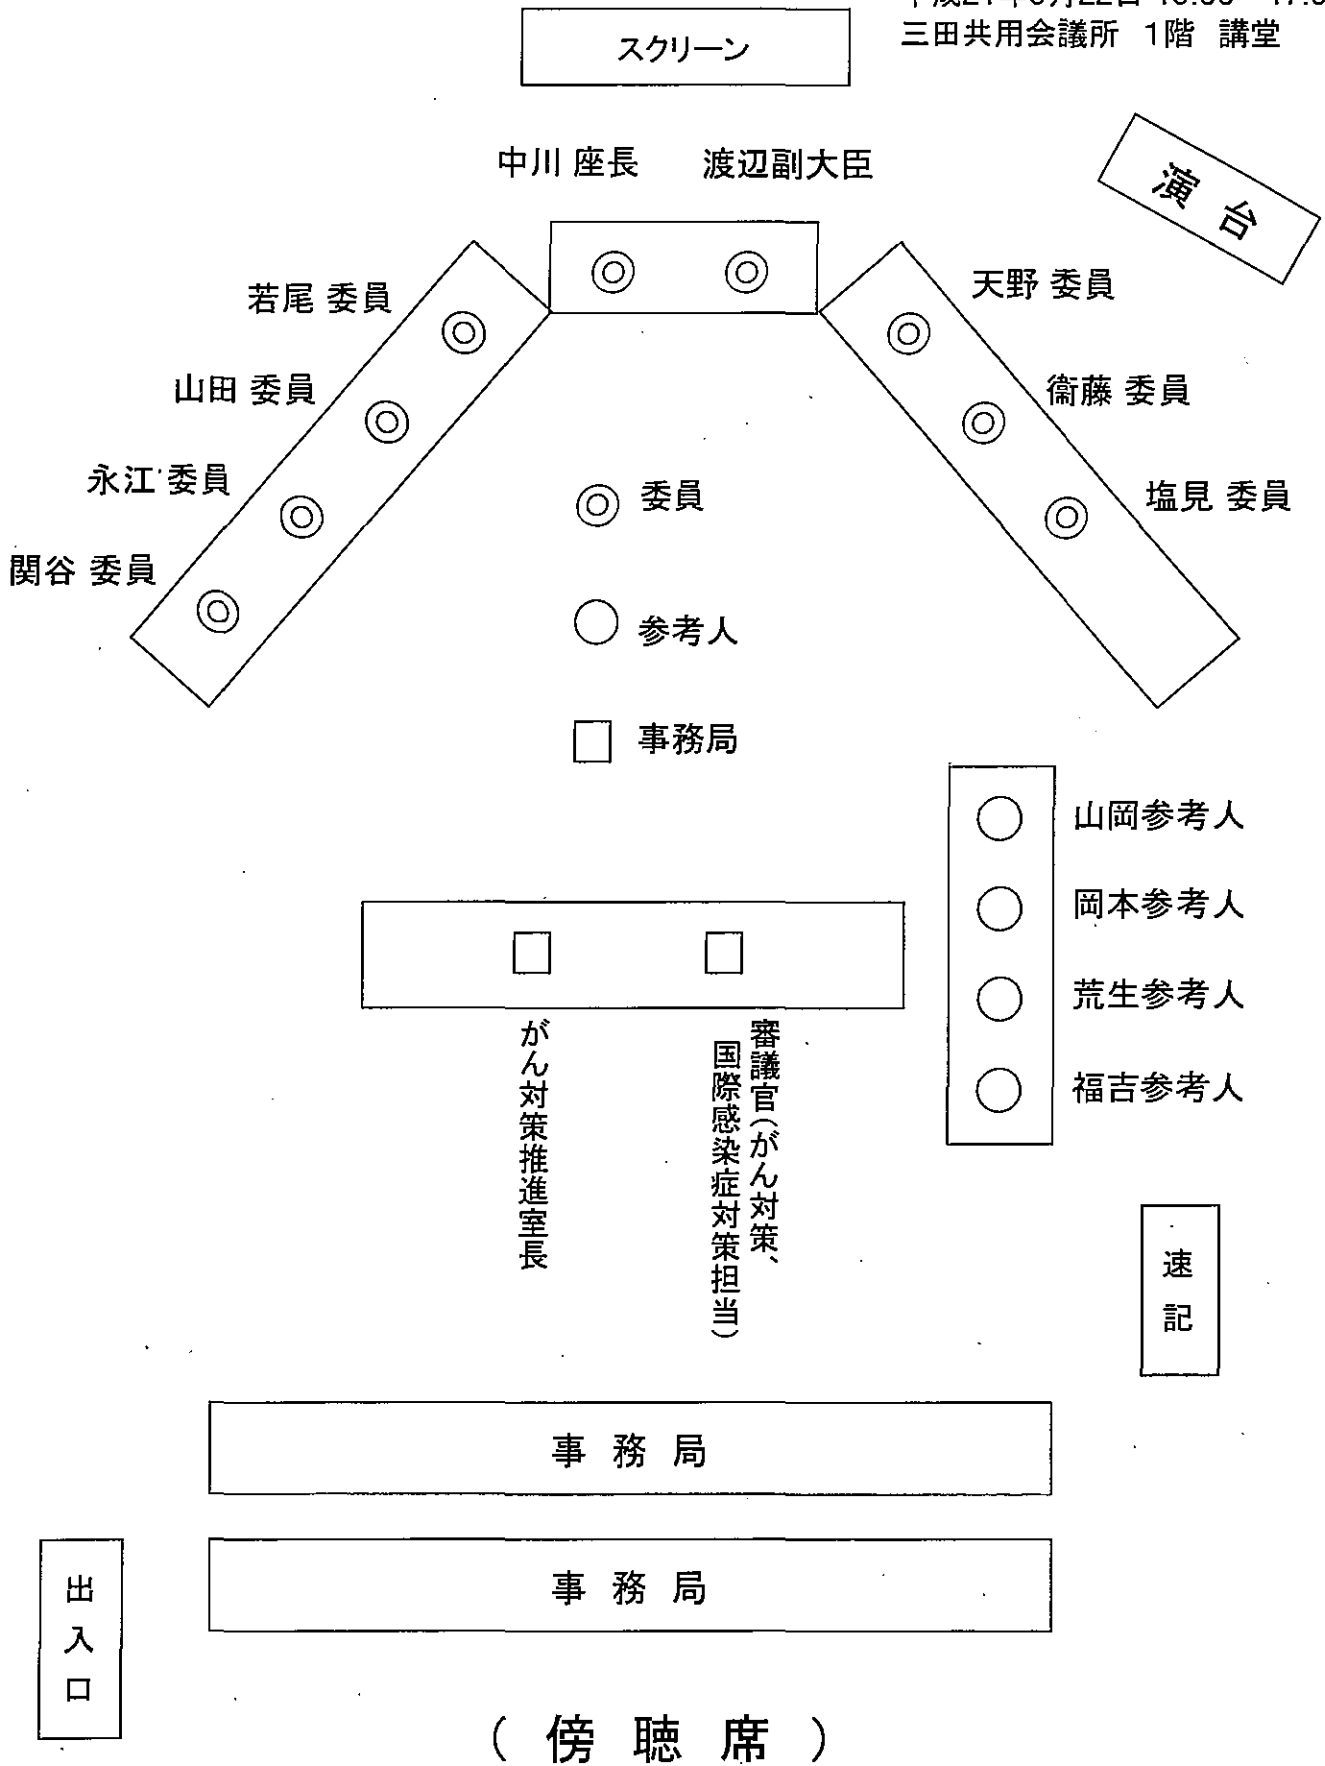 三田共用会議所 1階 講堂
スクリーン
中川 座長
渡辺副大臣
演台
若尾 委員
天野 委員
山田 委員
衞藤 委員
永江 委員
塩見 委員
関谷 委員
委員
参考人
事務局
山岡参考人
岡本参考人
荒生参考人
福吉参考人
がん対策推進室長
審議官（がん対策、
国際感染症対策担当）
速記
事務局
事務局
出入口
（傍聴席）